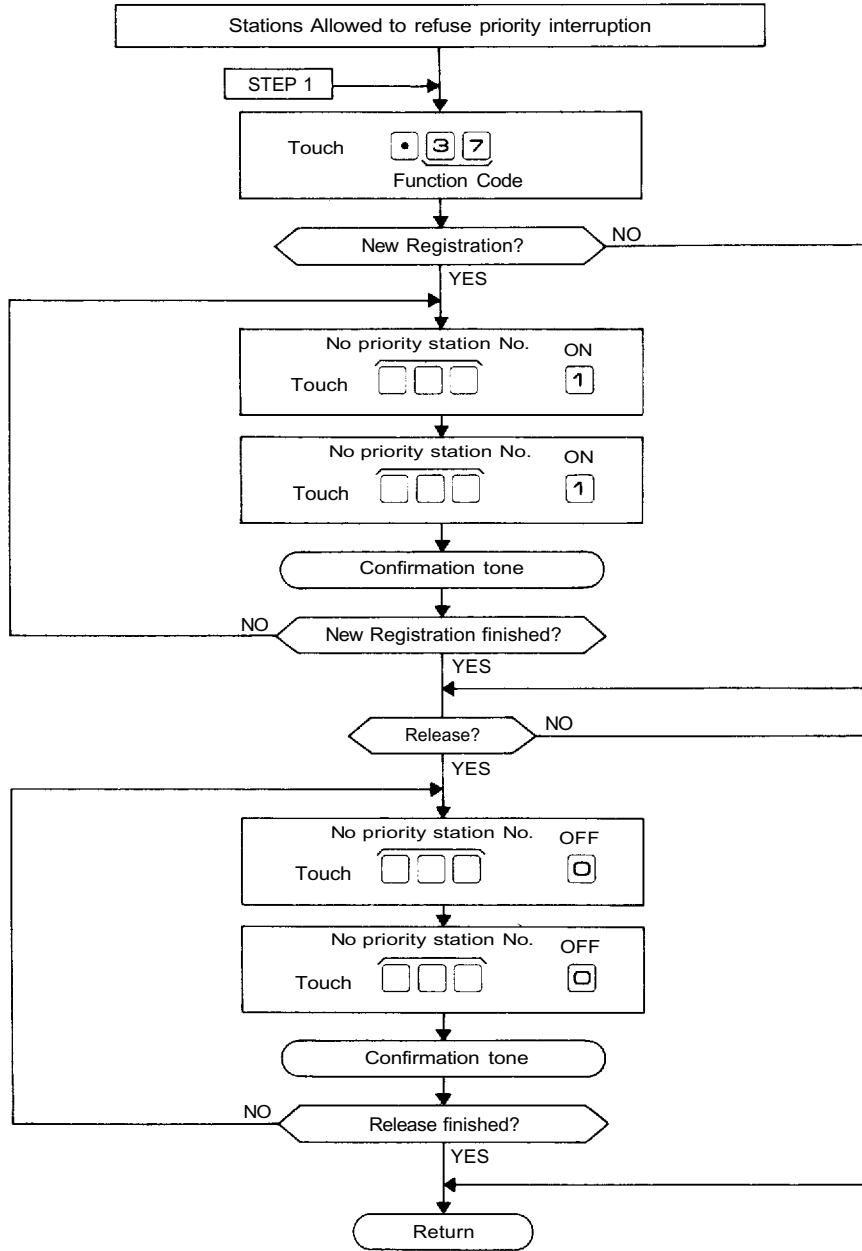 Stations Allowed to refuse priority interruption
STEP 1
Touch • 3 7
Function Code
New Registration?
NO
YES
No priority station No. ON
Touch 1
No priority station No. ON
Touch 1
Confirmation tone
NO
New Registration finished?
YES
Release?
NO
YES
No priority station No. OFF
Touch 0
No priority station No. OFF
Touch 0
Confirmation tone
NO
Release finished?
YES
Return